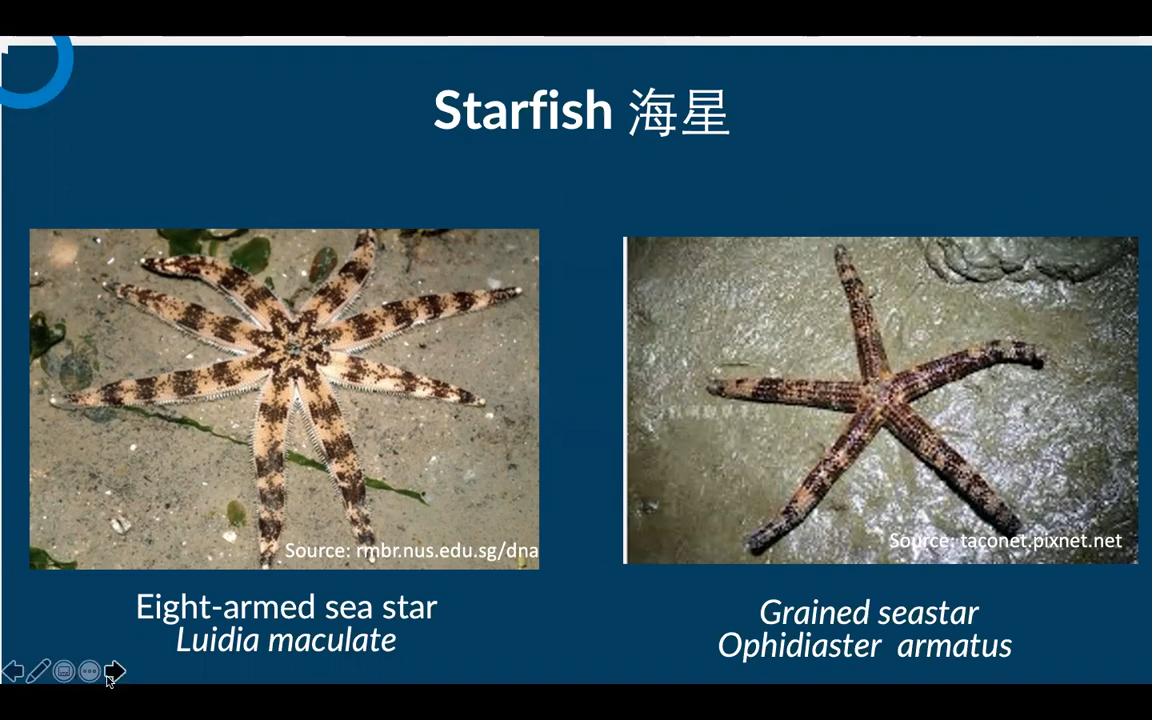 Starfish 海星
Source: rmbr.nus.edu.sg/dna
Source: taconet.pixnet.net
Eight-armed sea star
Luidia maculate
Grained seastar
Ophidiaster armatus